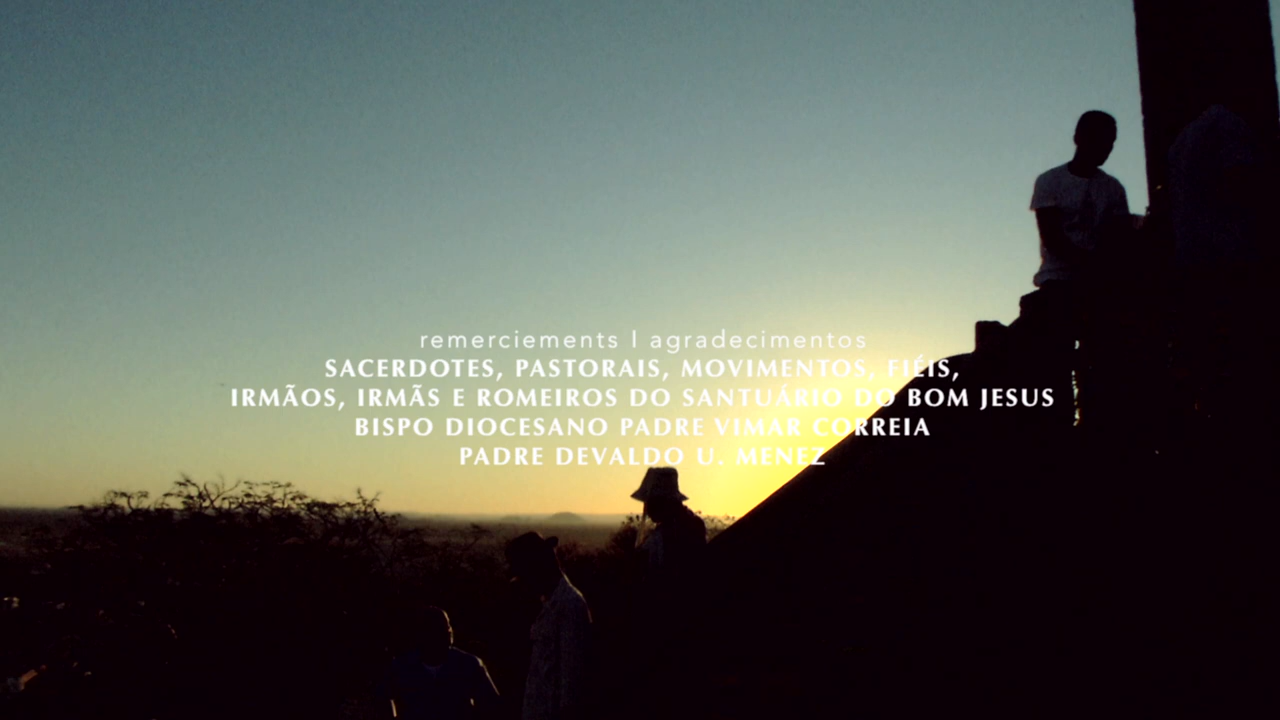 remerciements | agradecimentos
SACERDOTES, PASTORAIS, MOVIMENTOS, FIÉIS,
IRMÃOS, IRMÃS E ROMEIROS DO SANTUÁRIO DO BOM JESUS
BISPO DIOCESANO PADRE VIMAR CORREIA
PADRE DEVALDO U. MENEZ